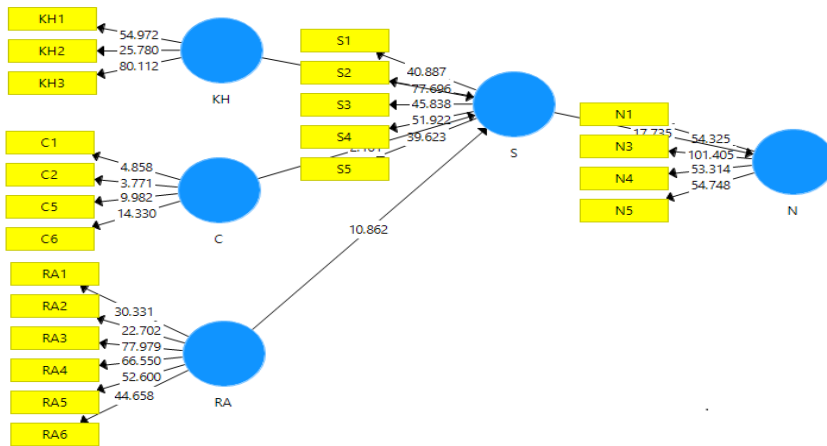 KH1
KH2
KH3
54.972
25.780
80.112
KH
C1
C2
C5
C6
4.858
3.771
9.982
14.330
C
RA1
RA2
RA3
RA4
RA5
RA6
30.331
22.702
77.979
66.550
52.600
44.658
RA
10.862
S1
S2
S3
S4
S5
40.887
77.696
45.838
51.922
39.623
S
17.735
N1
N3
N4
N5
54.325
101.405
53.314
54.748
N